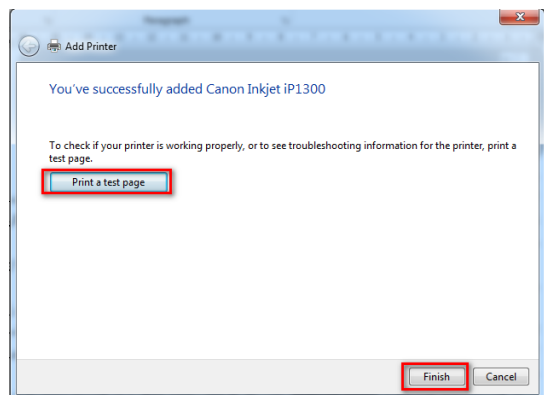 Add Printer
You've successfully added Canon Inkjet iP1300
To check if your printer is working properly, or to see troubleshooting information for the printer, print a
test page.
Print a test page
Finish Cancel